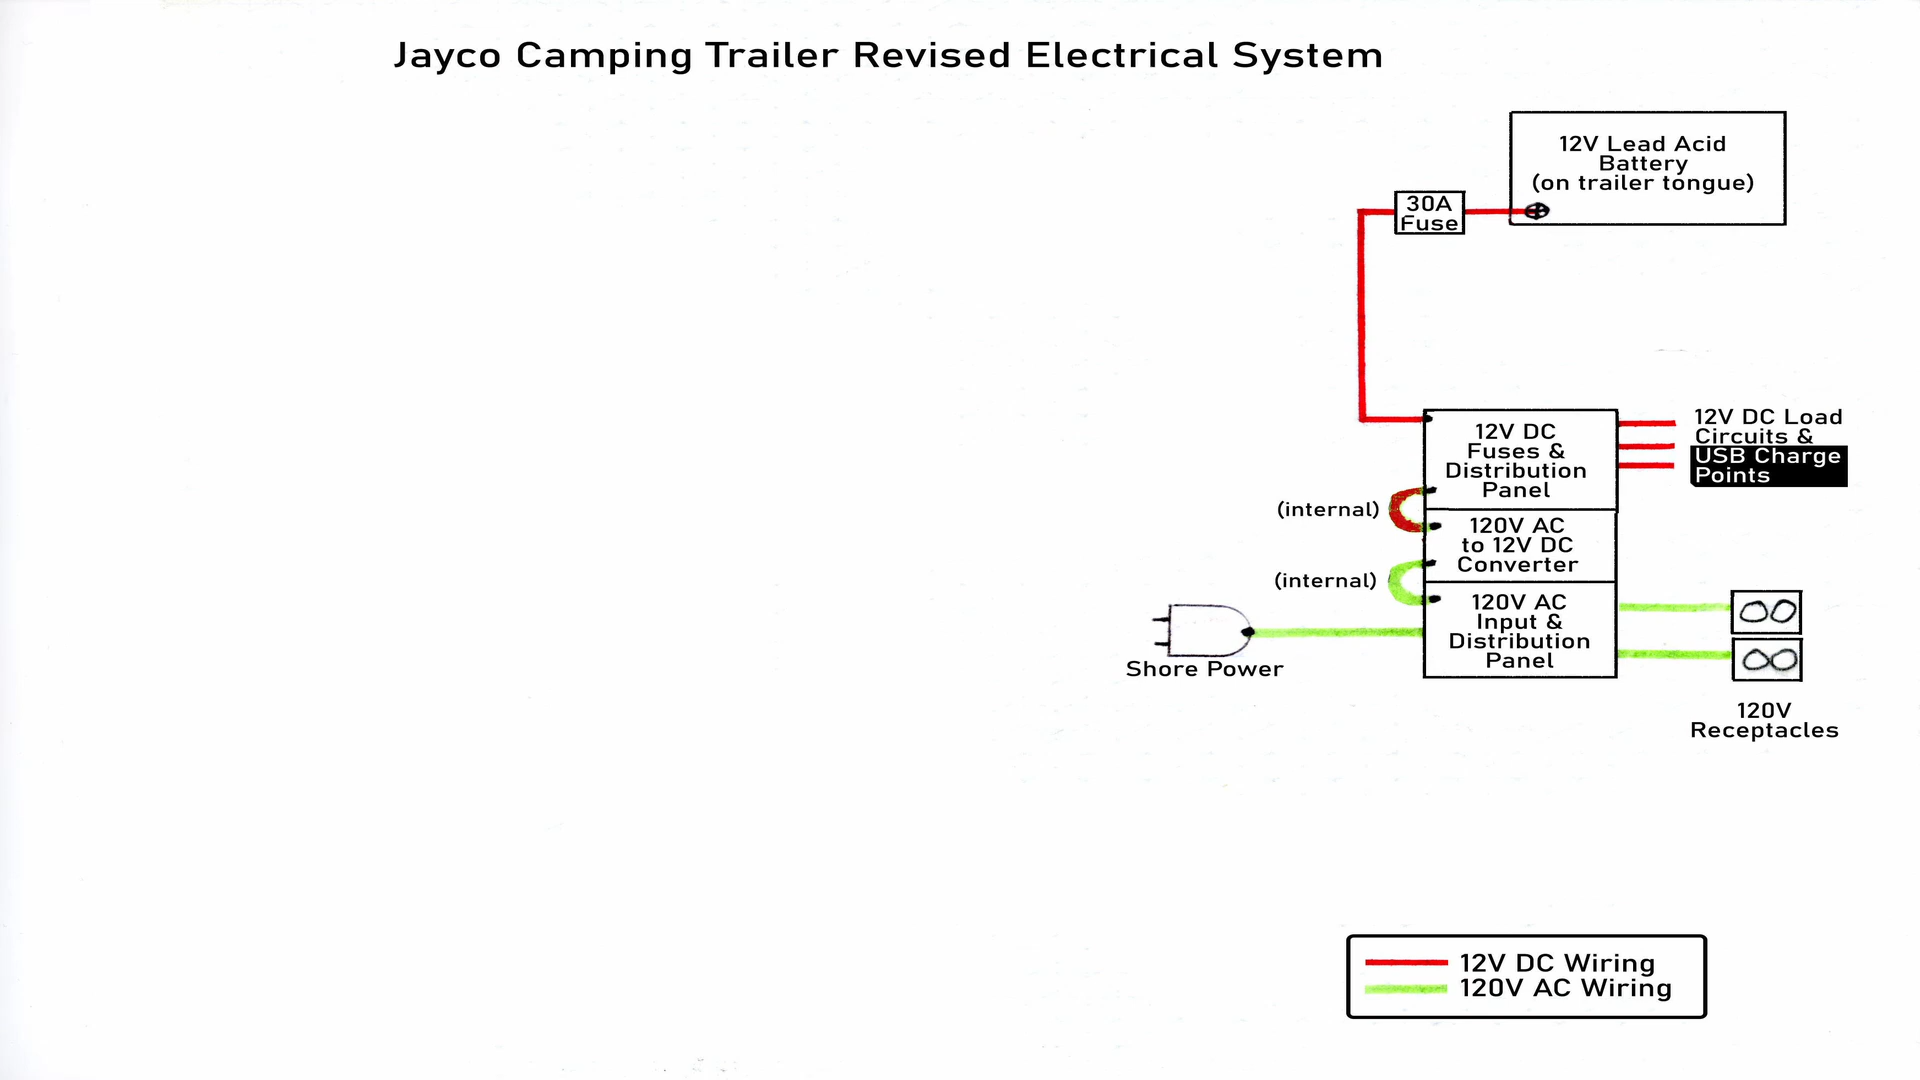 Jayco Camping Trailer Revised Electrical System
12V Lead Acid
Battery
(on trailer tongue)
30A
Fuse
12V DC
Fuses &
Distribution
Panel
12V DC Load
Circuits &
USB Charge
Points
(internal)
120V AC
to 12V DC
Converter
(internal)
120V AC
Input &
Distribution
Panel
Shore Power
120V
Receptacles
12V DC Wiring
120V AC Wiring